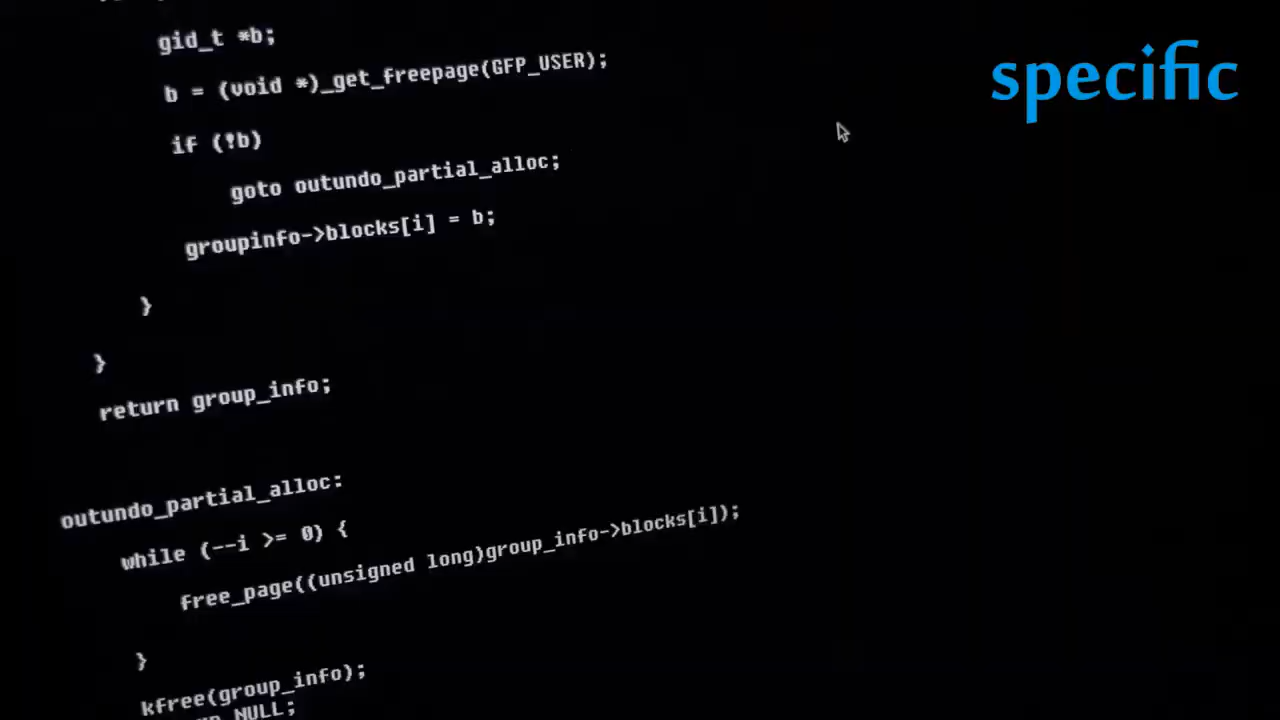 specific
gid_t *b;
b = (void *)_get_freepage(GFP_USER);
if (!b)
goto outundo_partial_alloc;
groupinfo->blocks[i] = b;
}
}
return group_info;
outundo_partial_alloc:
while (--i >= 0) {
free_page((unsigned long)group_info->blocks[i]);
}
kfree(group_info);
NULL;